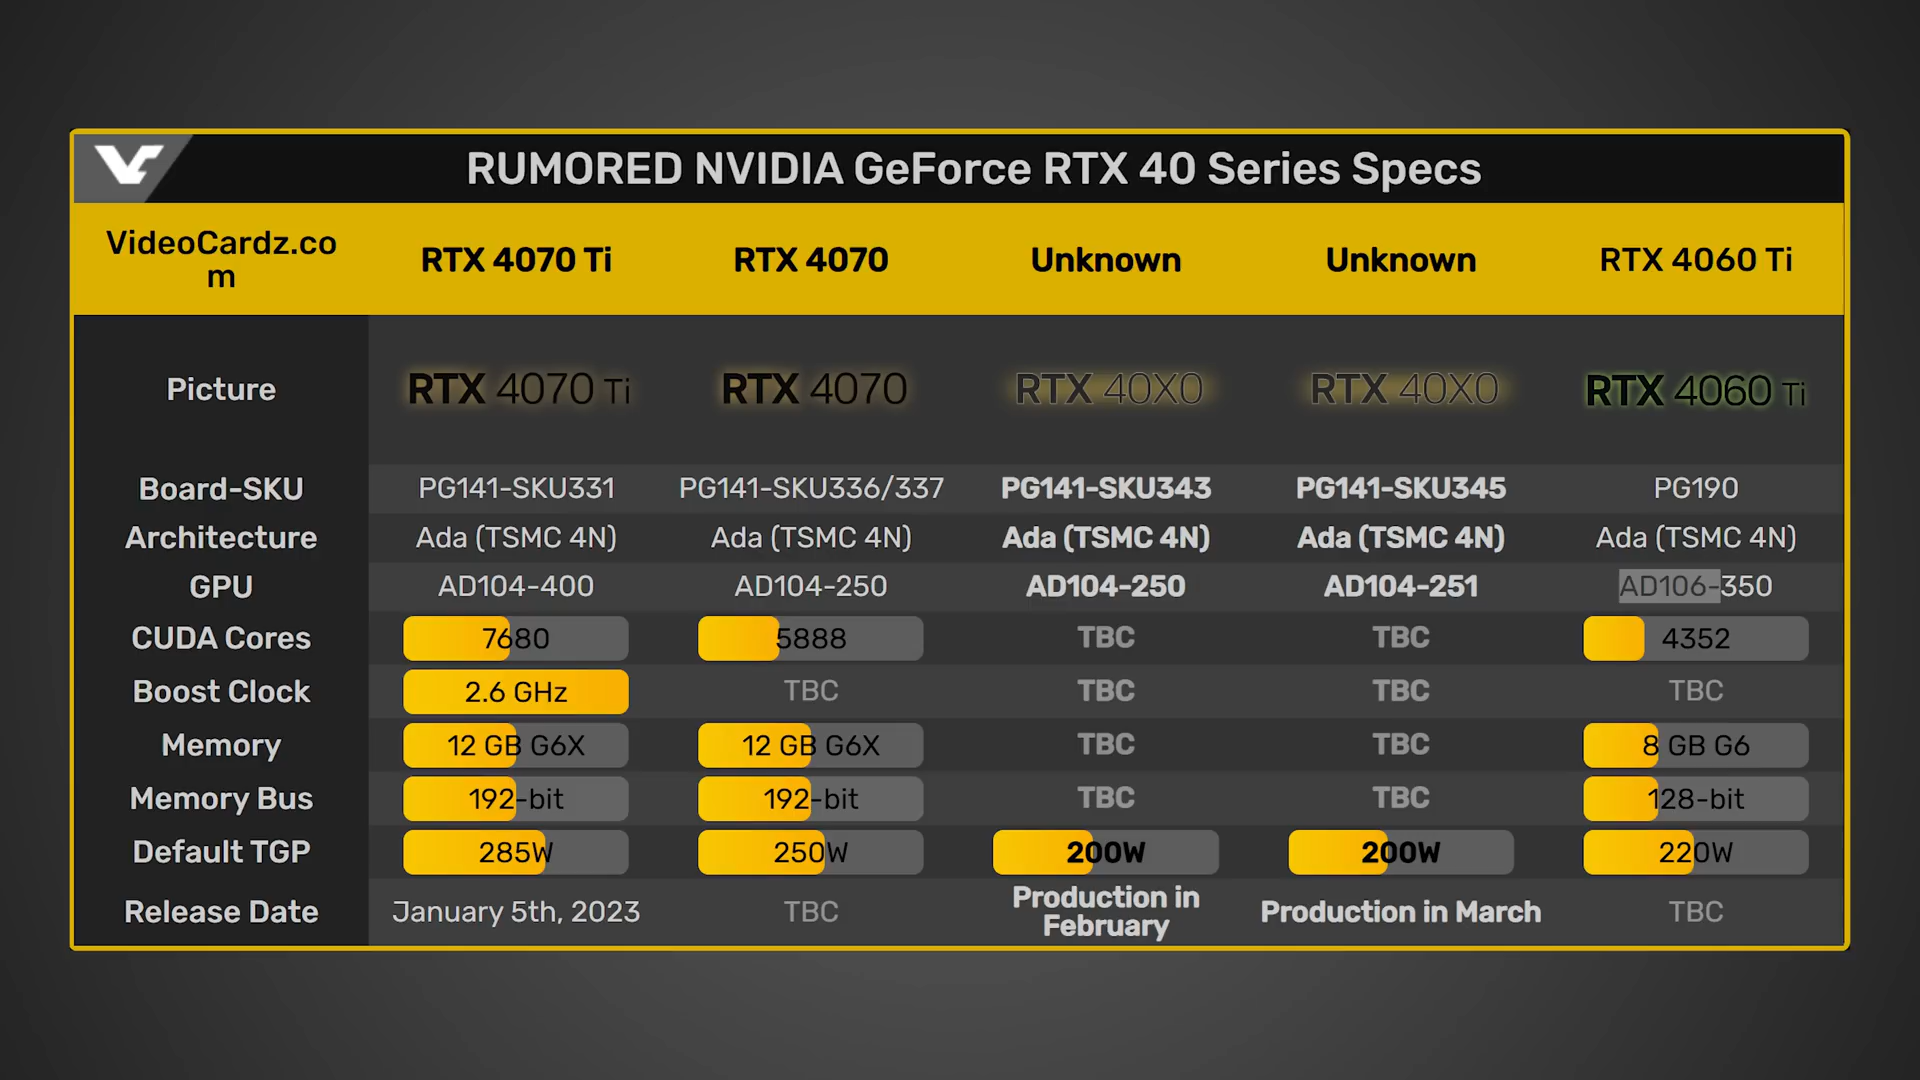 RUMORED NVIDIA GeForce RTX 40 Series Specs
VideoCardz.co
m
RTX 4070 Ti
RTX 4070
Unknown
Unknown
RTX 4060 Ti
Picture
RTX 4070 Ti
RTX 4070
RTX 40X0
RTX 40X0
RTX 4060 Ti
Board-SKU
PG141-SKU331
PG141-SKU336/337
PG141-SKU343
PG141-SKU345
PG190
Architecture
Ada (TSMC 4N)
Ada (TSMC 4N)
Ada (TSMC 4N)
Ada (TSMC 4N)
Ada (TSMC 4N)
GPU
AD104-400
AD104-250
AD104-250
AD104-251
AD106-350
CUDA Cores
7680
5888
TBC
TBC
4352
Boost Clock
2.6 GHz
TBC
TBC
TBC
TBC
Memory
12 GB G6X
12 GB G6X
TBC
TBC
8 GB G6
Memory Bus
192-bit
192-bit
TBC
TBC
128-bit
Default TGP
285W
250W
200W
200W
220W
Release Date
January 5th, 2023
TBC
Production in
February
Production in March
TBC